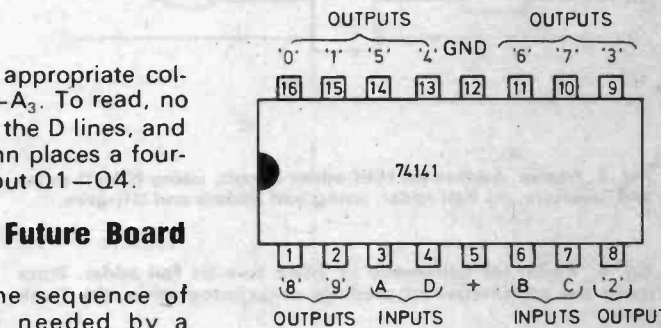 appropriate col-
–A₃. To read, no
the D lines, and
nn places a four-
out Q1—Q4.
Future Board
ne sequence of
needed by a
OUTPUTS OUTPUTS
'0' '1' '5' '4' GND '6' '7' '3'
16 15 14 13 12 11 10 9
74141
1 2 3 4 5 6 7 8
'8' '9' A D + B C '2'
OUTPUTS INPUTS INPUTS OUTPUT